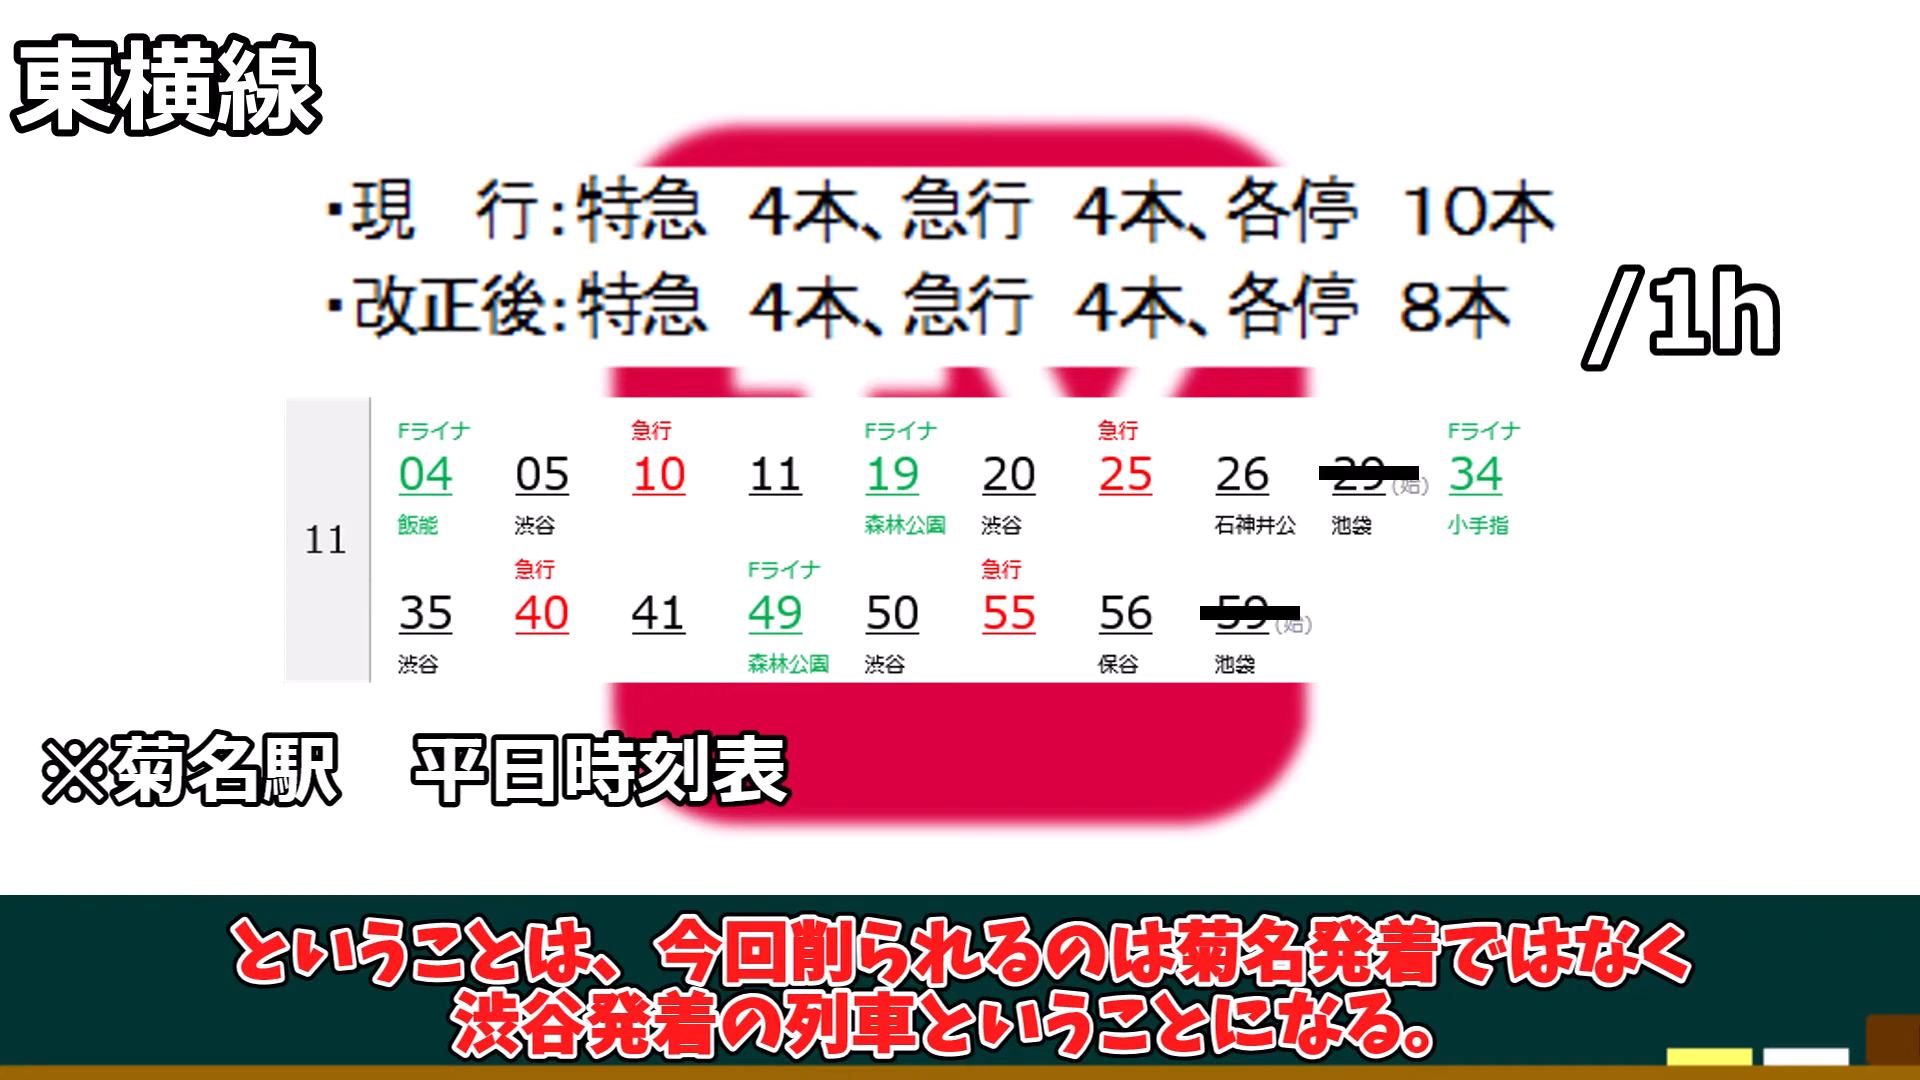 東横線
・現　行：特急　４本、急行　４本、各停　１０本
・改正後：特急　４本、急行　４本、各停　８本
/1h
Fライナ 急行 Fライナ 急行 Fライナ
04 05 10 11 19 20 25 26 29(始) 34
飯能 渋谷 森林公園 渋谷 石神井公 池袋 小手指
11
急行 Fライナ 急行
35 40 41 49 50 55 56 59(始)
渋谷 森林公園 渋谷 保谷 池袋
※菊名駅　平日時刻表
ということは、今回削られるのは菊名発着ではなく
渋谷発着の列車ということになる。